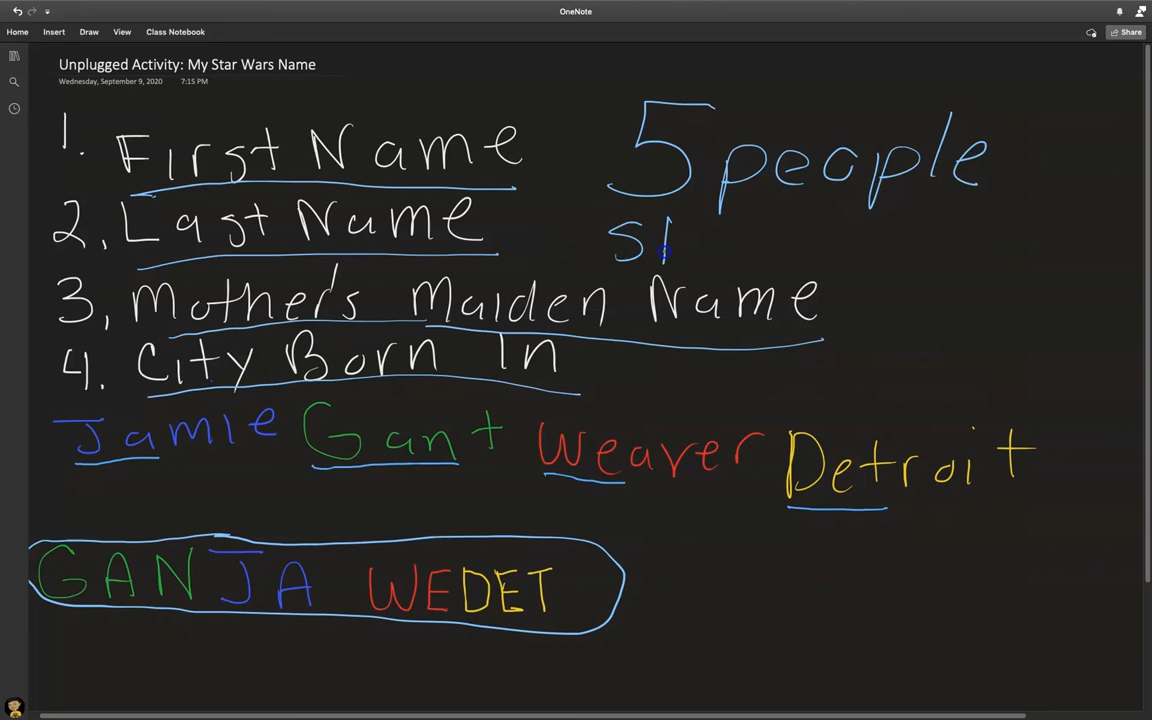 OneNote
Home Insert Draw View Class Notebook Share
Unplugged Activity: My Star Wars Name
Wednesday, September 9, 2020 7:15 PM
1. First Name
5 people
2. Last Name
3, Mother's Maiden Name
4. City Born In
Jamie Gant Weaver Detroit
GANJA WEDET